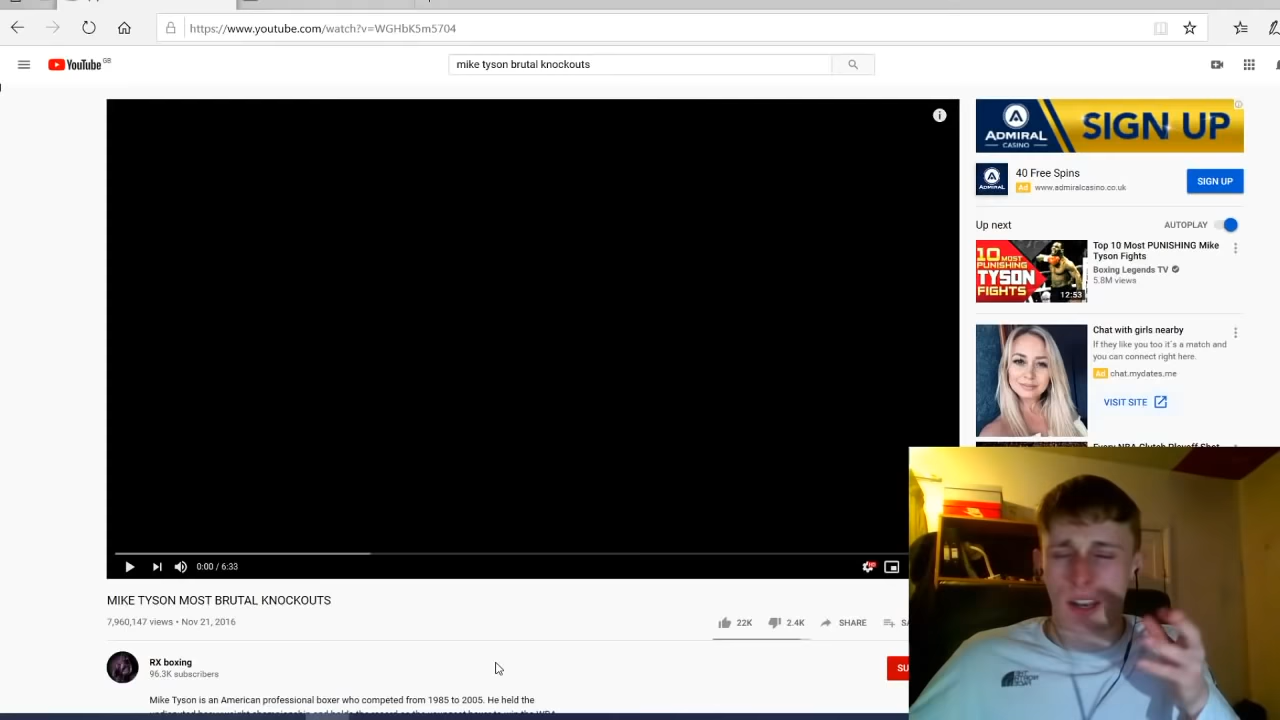 https://www.youtube.com/watch?v=WGHbK5m5704
YouTube GB
mike tyson brutal knockouts
ADMIRAL
CASINO
SIGN UP
40 Free Spins
Ad www.admiralcasino.co.uk
ADMIRAL
SIGN UP
Up next
AUTOPLAY
10 MOST
PUNISHING
TYSON
FIGHTS
12:53
Top 10 Most PUNISHING Mike
Tyson Fights
Boxing Legends TV
5.8M views
Chat with girls nearby
If they like you too it´s a match and
you can connect right here.
Ad chat.mydates.me
VISIT SITE
0:00 / 6:33
MIKE TYSON MOST BRUTAL KNOCKOUTS
7,960,147 views • Nov 21, 2016
22K
2.4K
SHARE
SA
RX boxing
96.3K subscribers
SU
Mike Tyson is an American professional boxer who competed from 1985 to 2005. He held the